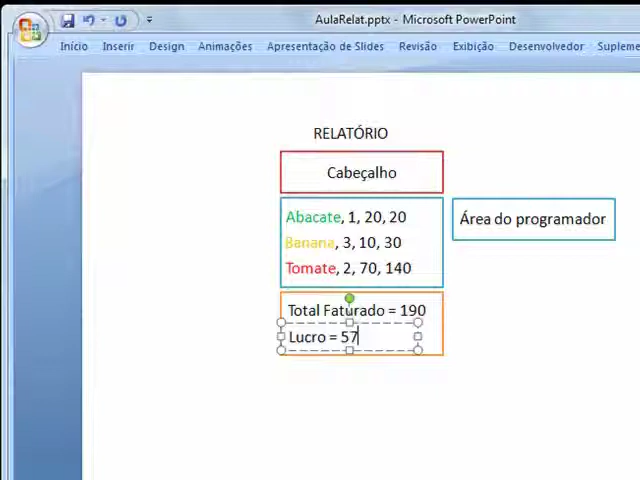 AulaRelat.pptx - Microsoft PowerPoint
Início Inserir Design Animações Apresentação de Slides Revisão Exibição Desenvolvedor Supleme
RELATÓRIO
Cabeçalho
Abacate, 1, 20, 20
Banana, 3, 10, 30
Tomate, 2, 70, 140
Área do programador
Total Faturado = 190
Lucro = 57